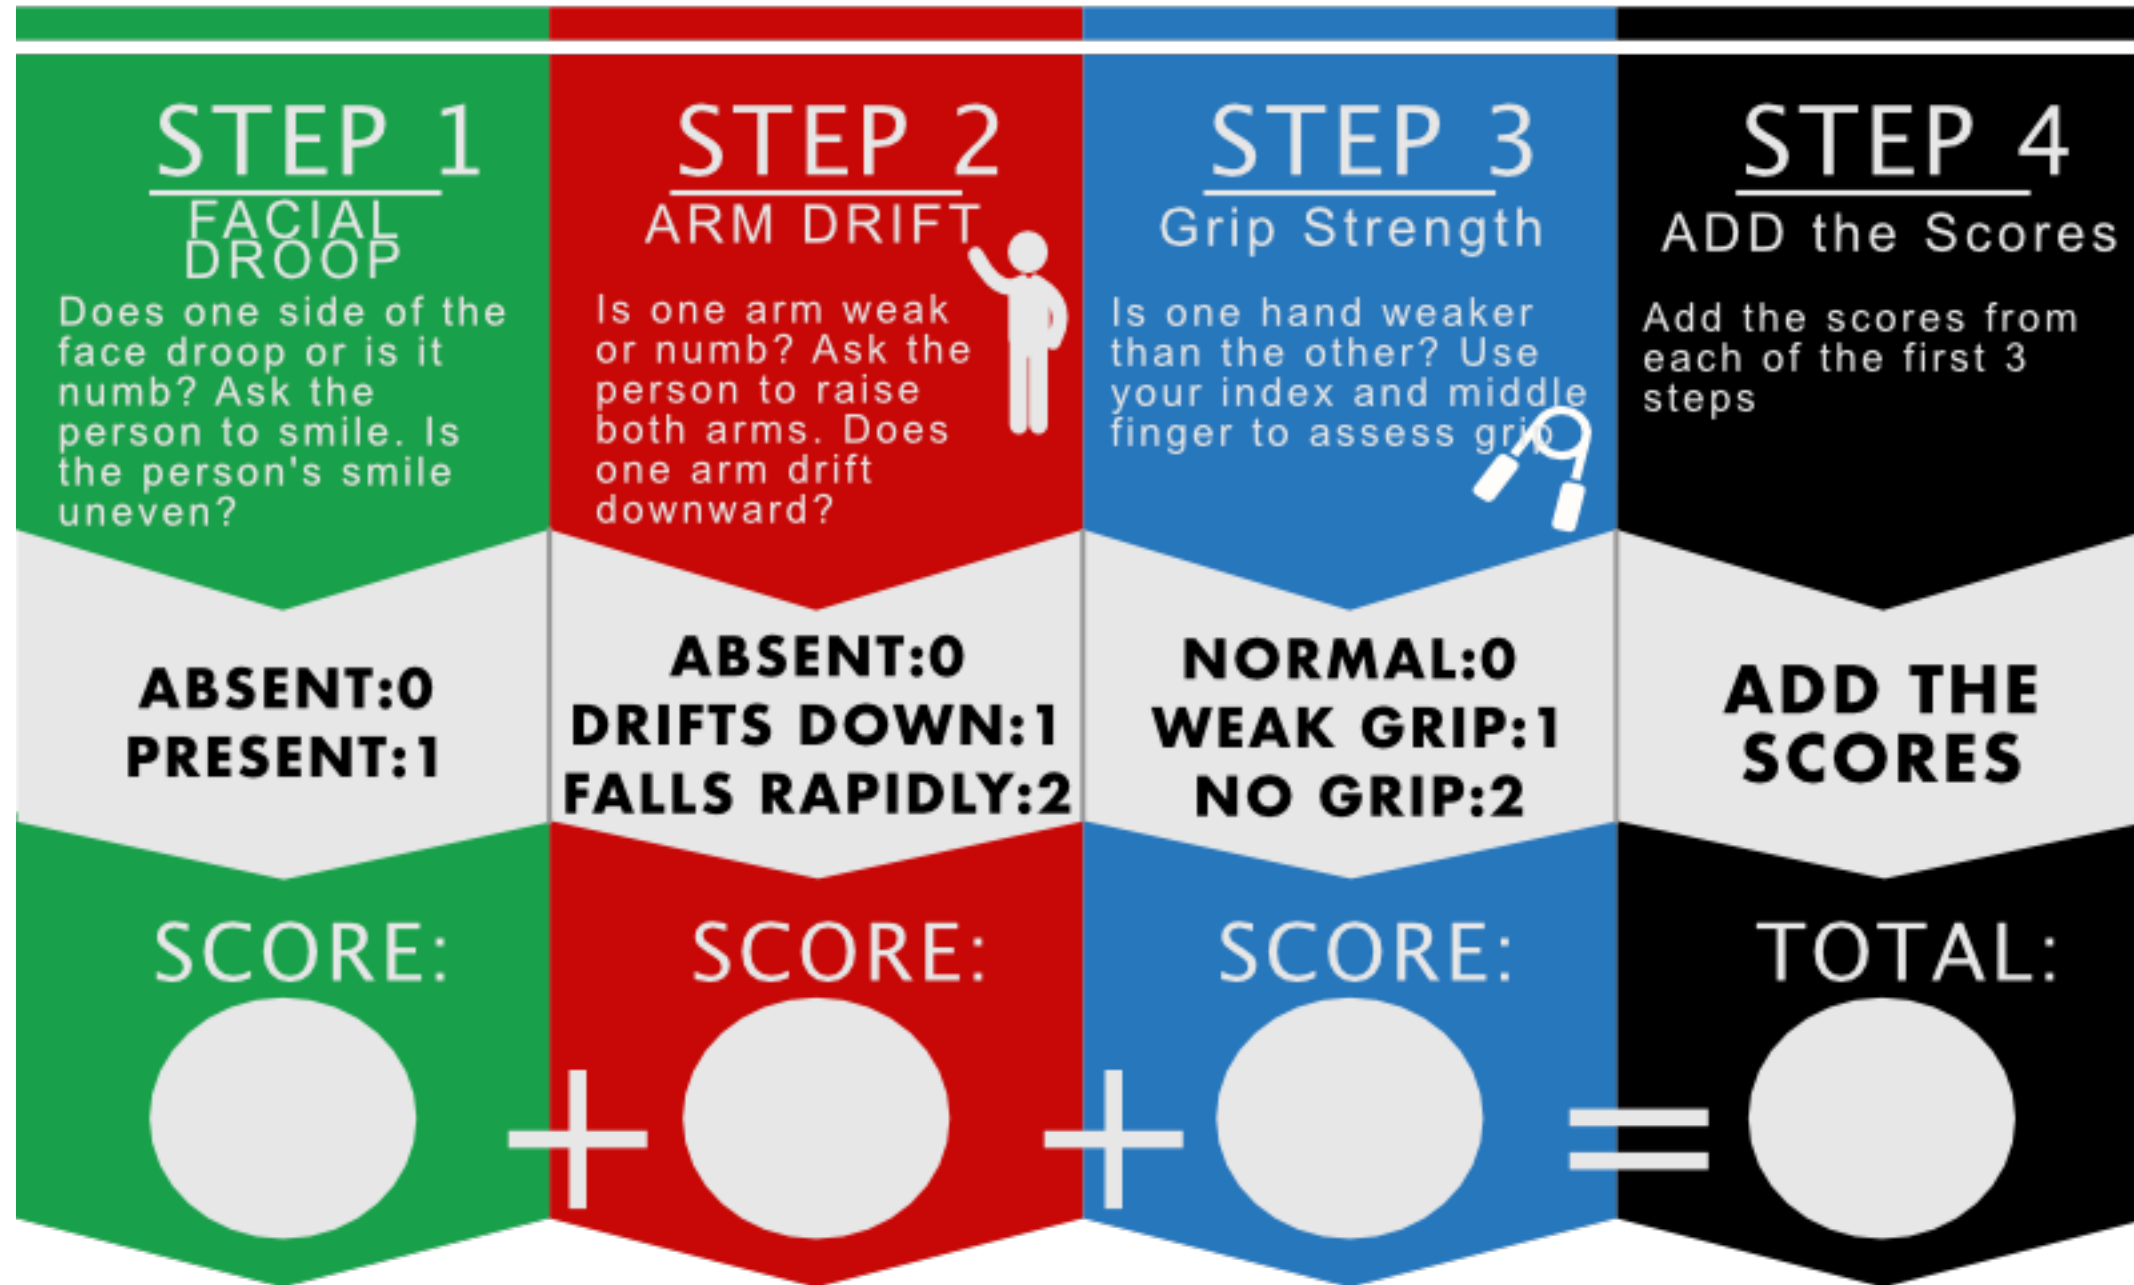 STEP 1
FACIAL
DROOP
Does one side of the
face droop or is it
numb? Ask the
person to smile. Is
the person's smile
uneven?
ABSENT:0
PRESENT:1
SCORE:
STEP 2
ARM DRIFT
Is one arm weak
or numb? Ask the
person to raise
both arms. Does
one arm drift
downward?
ABSENT:0
DRIFTS DOWN:1
FALLS RAPIDLY:2
SCORE:
STEP 3
Grip Strength
Is one hand weaker
than the other? Use
your index and middle
finger to assess grip
NORMAL:0
WEAK GRIP:1
NO GRIP:2
SCORE:
STEP 4
ADD the Scores
Add the scores from
each of the first 3
steps
ADD THE
SCORES
TOTAL:
+ + =